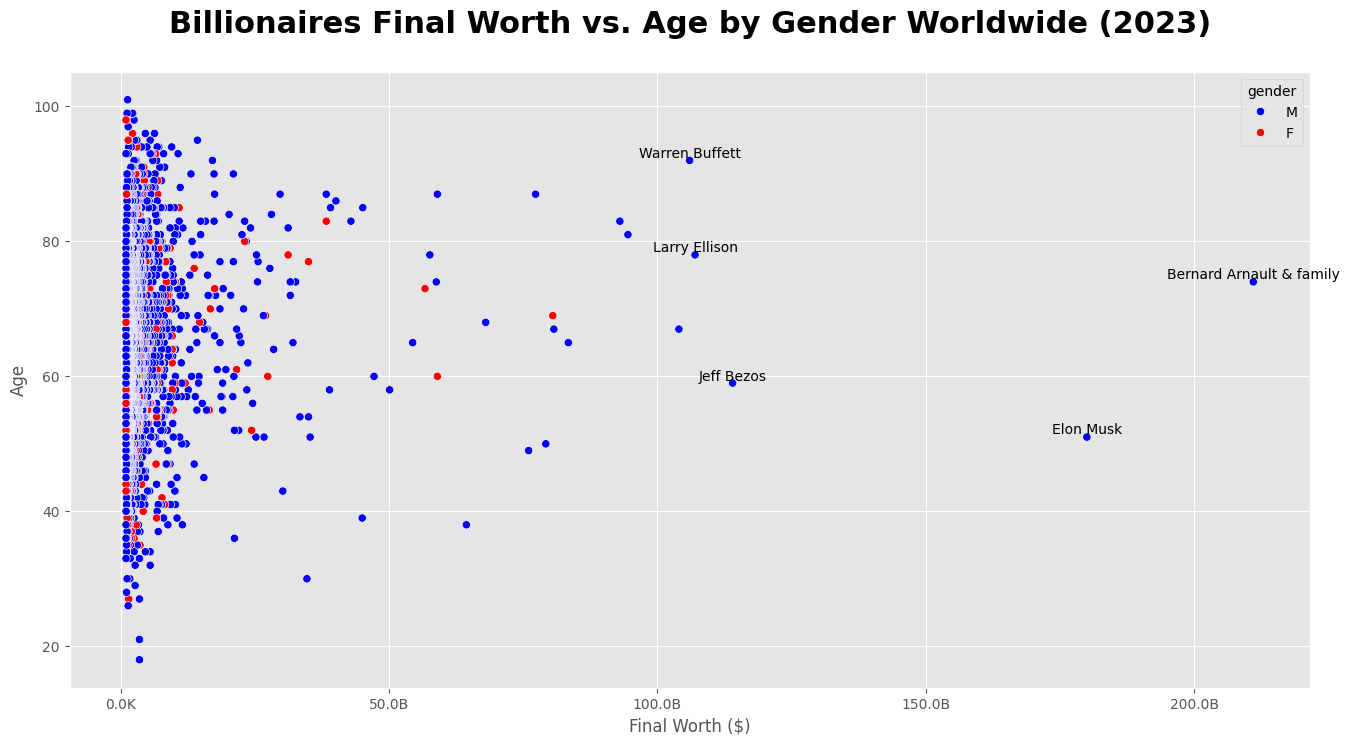 Billionaires Final Worth vs. Age by Gender Worldwide (2023)
gender
M
F
100
80
60
40
20
Age
Warren Buffett
Larry Ellison
Bernard Arnault & family
Jeff Bezos
Elon Musk
0.0K
50.0B
100.0B
150.0B
200.0B
Final Worth ($)